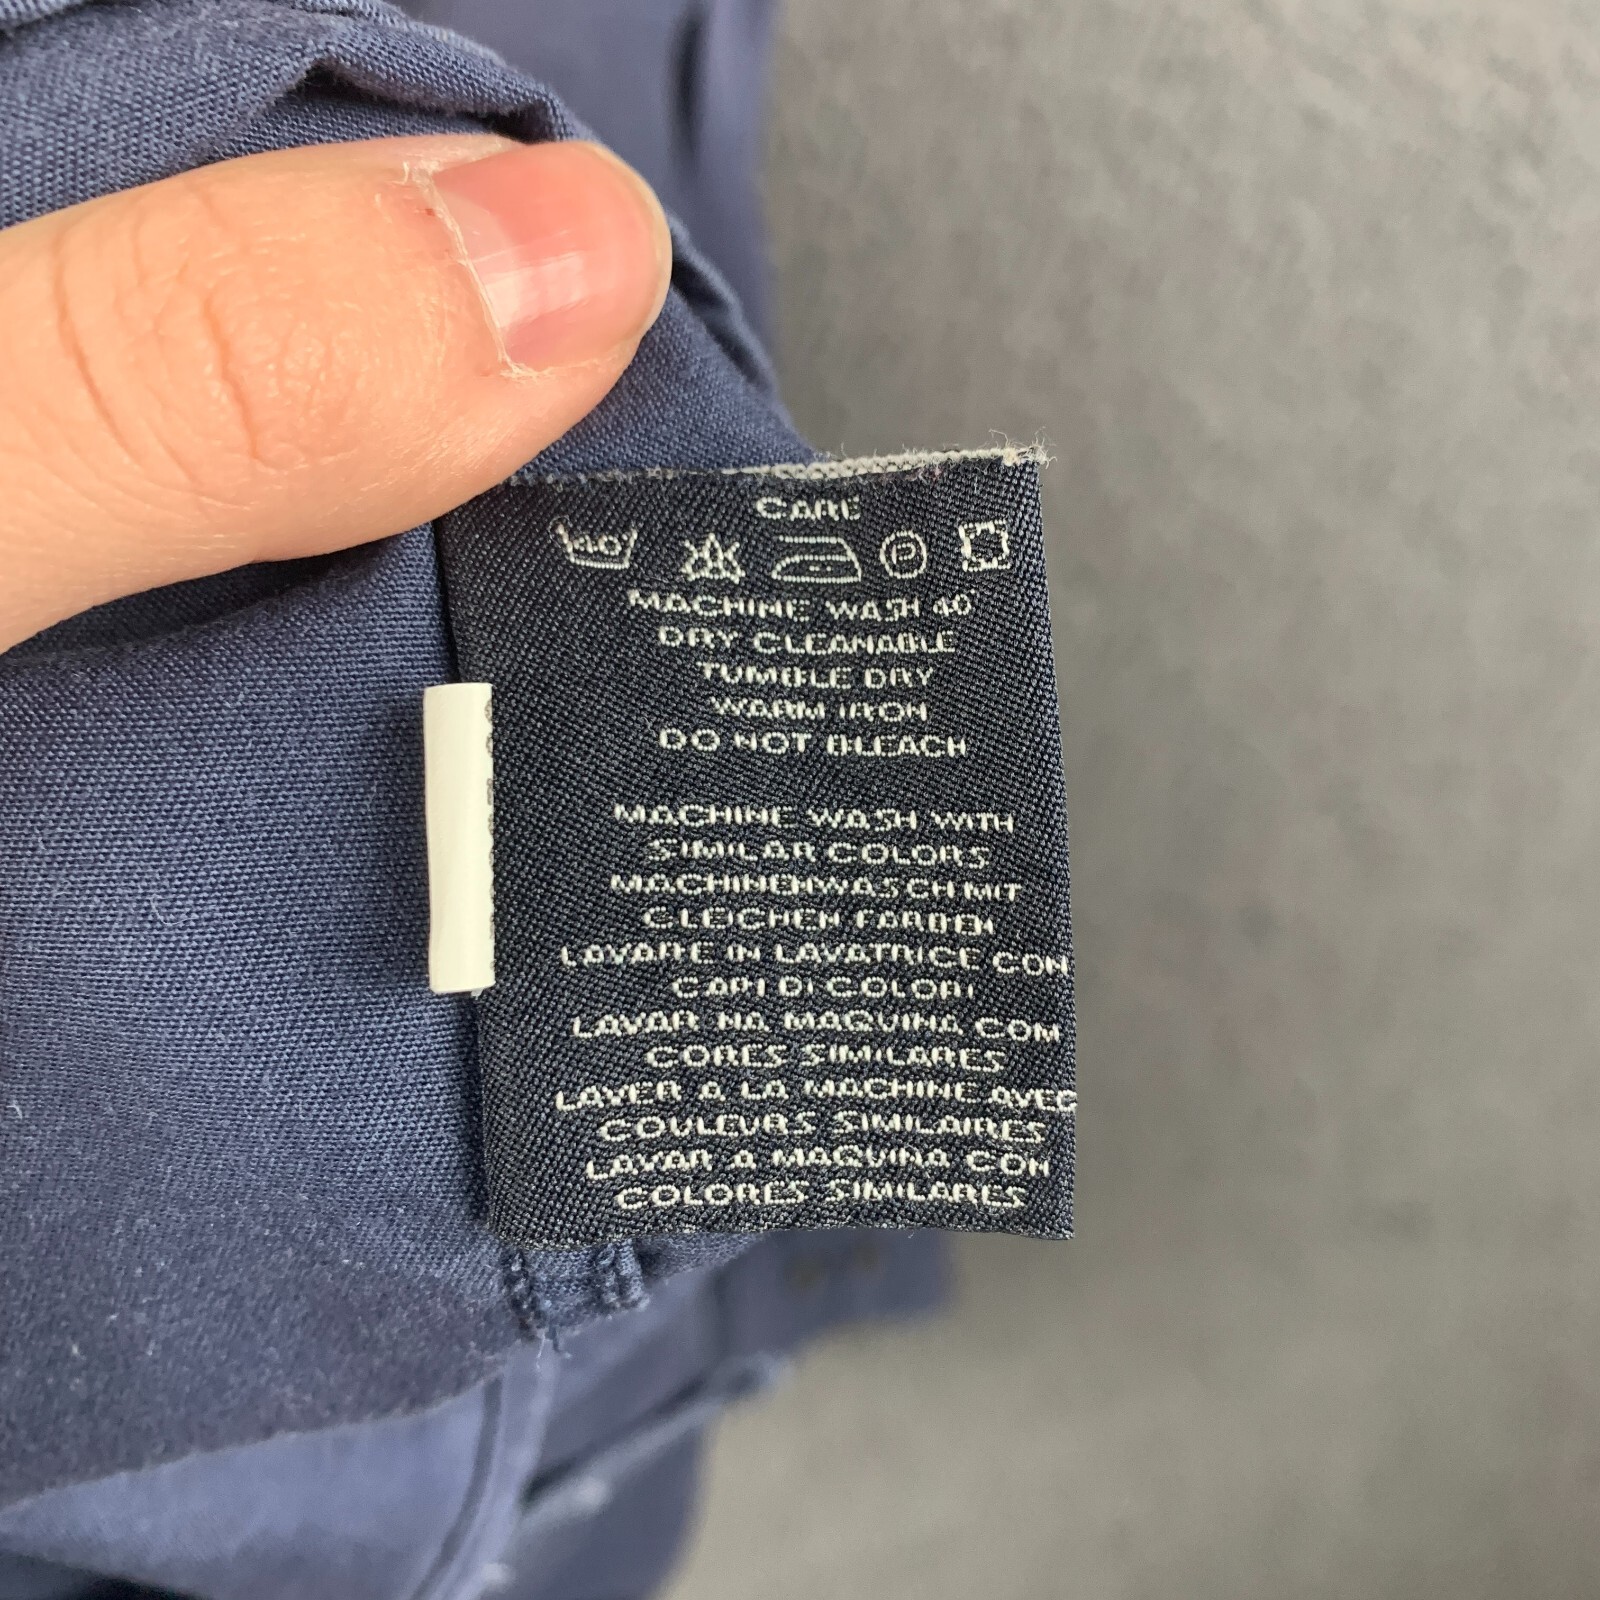 CARE
40 P
MACHINE WASH 40
DRY CLEANABLE
TUMBLE DRY
WARM IRON
DO NOT BLEACH
MACHINE WASH WITH
SIMILAR COLORS
MACHINENWASCH MIT
GLEICHEN FARBEN
LAVARE IN LAVATRICE CON
CAPI DI COLORI
LAVAR NA MAQUINA COM
CORES SIMILARES
LAVER A LA MACHINE AVEC
COULEURS SIMILAIRES
LAVAR A MAQUINA CON
COLORES SIMILARES